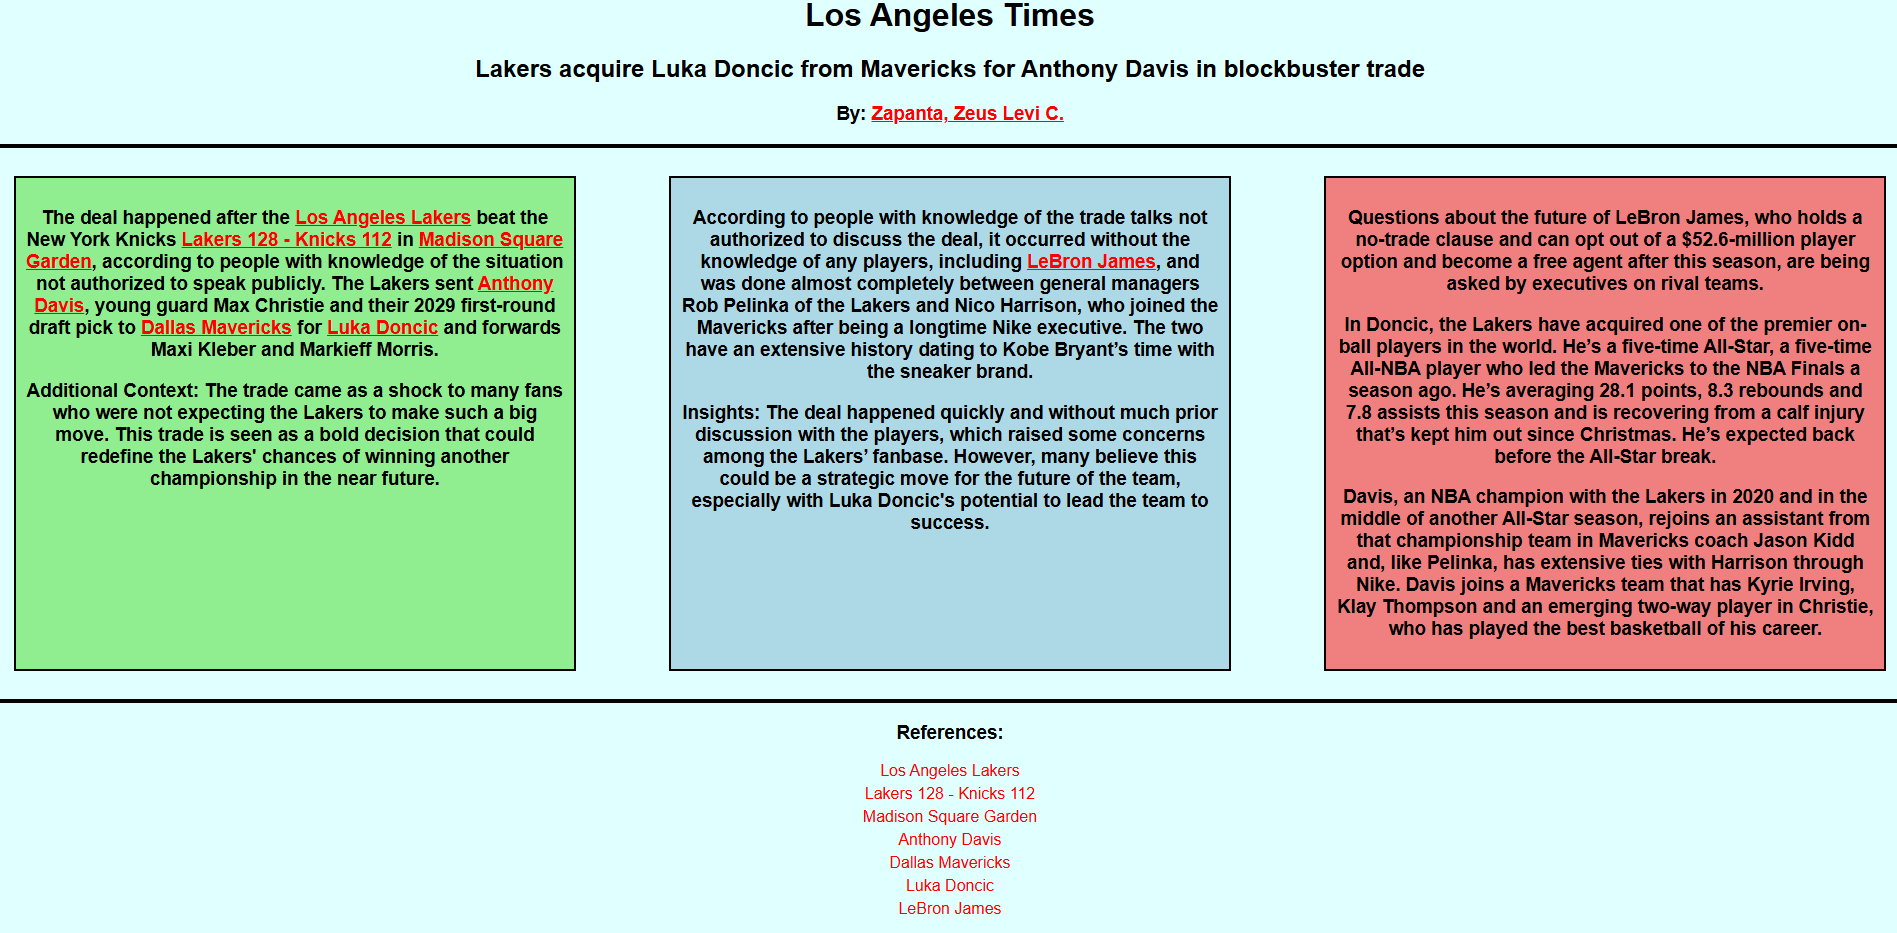 Los Angeles Times
Lakers acquire Luka Doncic from Mavericks for Anthony Davis in blockbuster trade
By: Zapanta, Zeus Levi C.
The deal happened after the Los Angeles Lakers beat the
New York Knicks Lakers 128 - Knicks 112 in Madison Square
Garden, according to people with knowledge of the situation
not authorized to speak publicly. The Lakers sent Anthony
Davis, young guard Max Christie and their 2029 first-round
draft pick to Dallas Mavericks for Luka Doncic and forwards
Maxi Kleber and Markieff Morris.
Additional Context: The trade came as a shock to many fans
who were not expecting the Lakers to make such a big
move. This trade is seen as a bold decision that could
redefine the Lakers' chances of winning another
championship in the near future.
According to people with knowledge of the trade talks not
authorized to discuss the deal, it occurred without the
knowledge of any players, including LeBron James, and
was done almost completely between general managers
Rob Pelinka of the Lakers and Nico Harrison, who joined the
Mavericks after being a longtime Nike executive. The two
have an extensive history dating to Kobe Bryant’s time with
the sneaker brand.
Insights: The deal happened quickly and without much prior
discussion with the players, which raised some concerns
among the Lakers’ fanbase. However, many believe this
could be a strategic move for the future of the team,
especially with Luka Doncic's potential to lead the team to
success.
Questions about the future of LeBron James, who holds a
no-trade clause and can opt out of a $52.6-million player
option and become a free agent after this season, are being
asked by executives on rival teams.
In Doncic, the Lakers have acquired one of the premier on-
ball players in the world. He’s a five-time All-Star, a five-time
All-NBA player who led the Mavericks to the NBA Finals a
season ago. He’s averaging 28.1 points, 8.3 rebounds and
7.8 assists this season and is recovering from a calf injury
that’s kept him out since Christmas. He’s expected back
before the All-Star break.
Davis, an NBA champion with the Lakers in 2020 and in the
middle of another All-Star season, rejoins an assistant from
that championship team in Mavericks coach Jason Kidd
and, like Pelinka, has extensive ties with Harrison through
Nike. Davis joins a Mavericks team that has Kyrie Irving,
Klay Thompson and an emerging two-way player in Christie,
who has played the best basketball of his career.
References:
Los Angeles Lakers
Lakers 128 - Knicks 112
Madison Square Garden
Anthony Davis
Dallas Mavericks
Luka Doncic
LeBron James